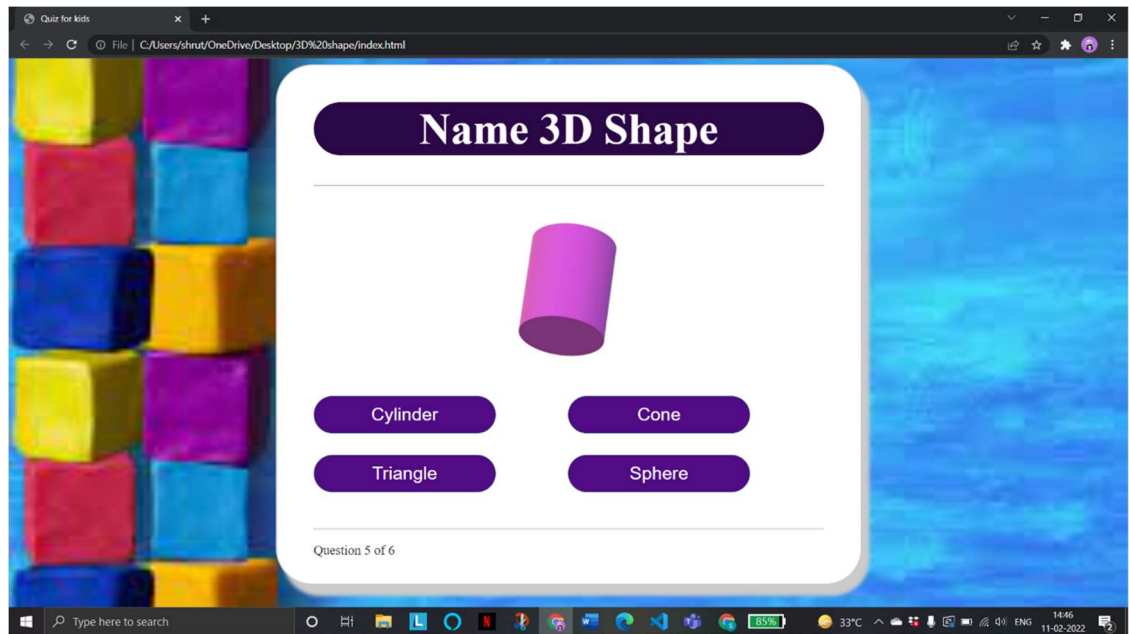 Quiz for kids
File | C:/Users/shrut/OneDrive/Desktop/3D%20shape/index.html
Name 3D Shape
Cylinder
Cone
Triangle
Sphere
Question 5 of 6
Type here to search
L
N
85%
33°C
ENG
14:46
11-02-2022
2